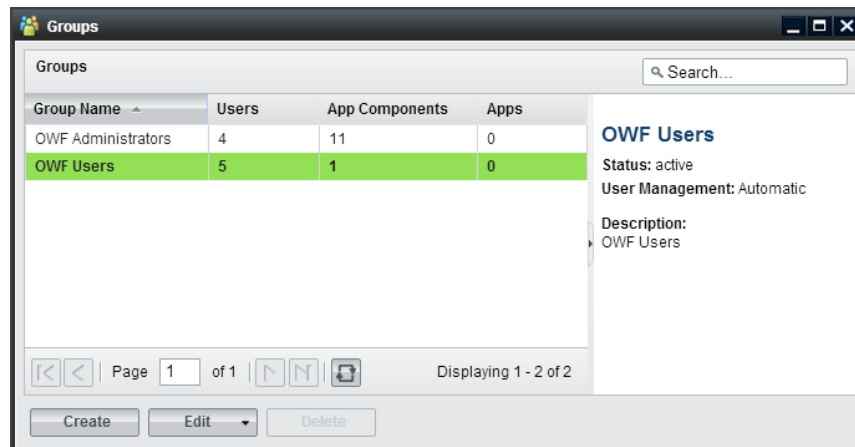 Groups
Groups
Search...
Group Name Users App Components Apps
OWF Administrators 4 11 0
OWF Users 5 1 0
OWF Users
Status: active
User Management: Automatic
Description:
OWF Users
Page 1 of 1 Displaying 1 - 2 of 2
Create Edit Delete